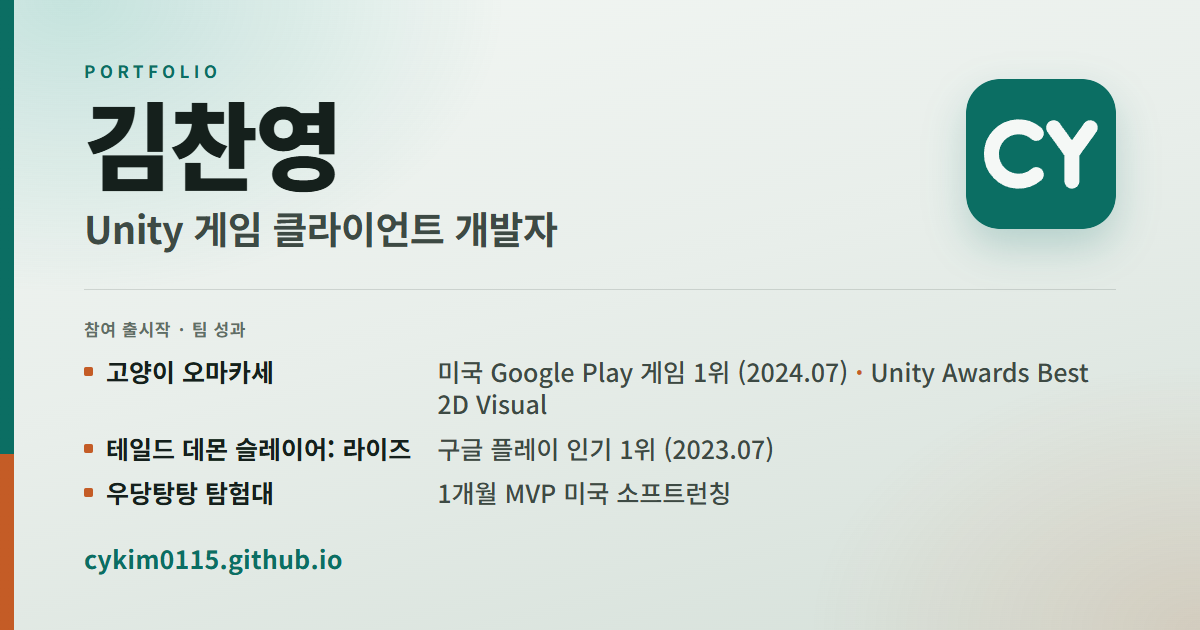 PORTFOLIO
김찬영
Unity 게임 클라이언트 개발자
CY
참여 출시작 · 팀 성과
고양이 오마카세 미국 Google Play 게임 1위 (2024.07) · Unity Awards Best
2D Visual
테일드 데몬 슬레이어: 라이즈 구글 플레이 인기 1위 (2023.07)
우당탕탕 탐험대 1개월 MVP 미국 소프트런칭
cykim0115.github.io